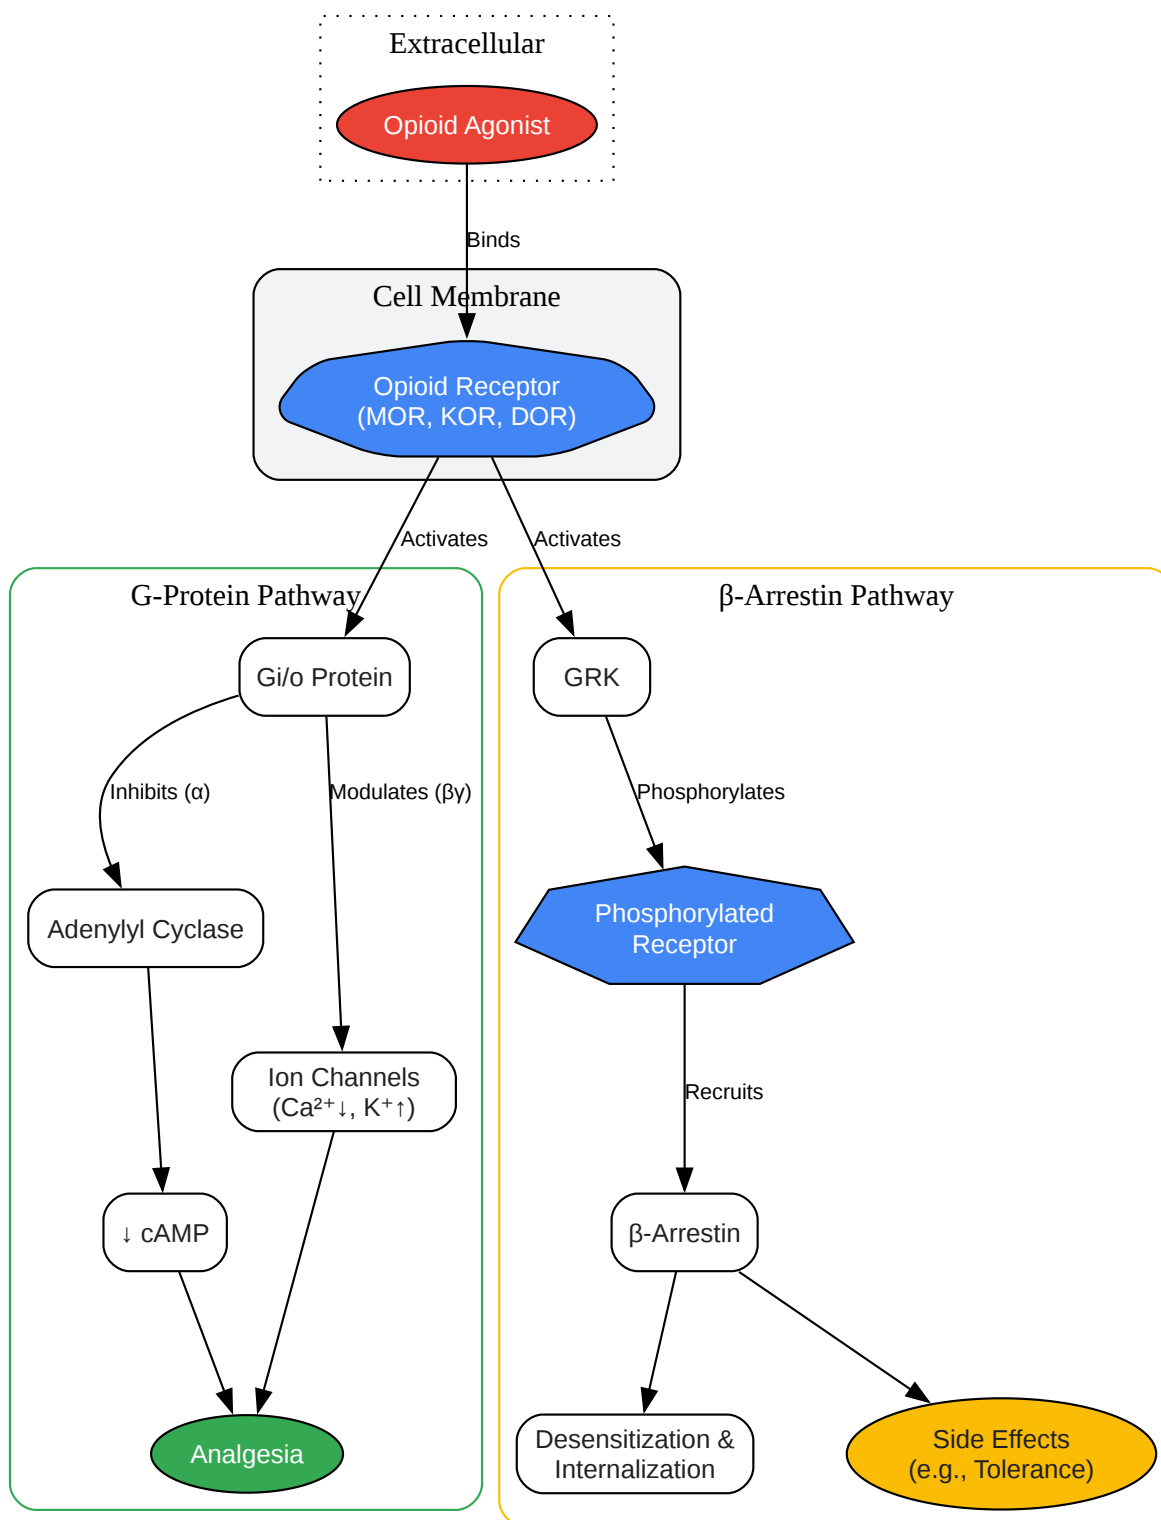 Extracellular
Opioid Agonist
Binds
Cell Membrane
Opioid Receptor
(MOR, KOR, DOR)
Activates
Activates
G-Protein Pathway
β-Arrestin Pathway
Gi/o Protein
GRK
Inhibits (α)
Modulates (βγ)
Phosphorylates
Adenylyl Cyclase
Phosphorylated
Receptor
Ion Channels
(Ca²⁺↓, K⁺↑)
Recruits
↓ cAMP
β-Arrestin
Analgesia
Desensitization &
Internalization
Side Effects
(e.g., Tolerance)